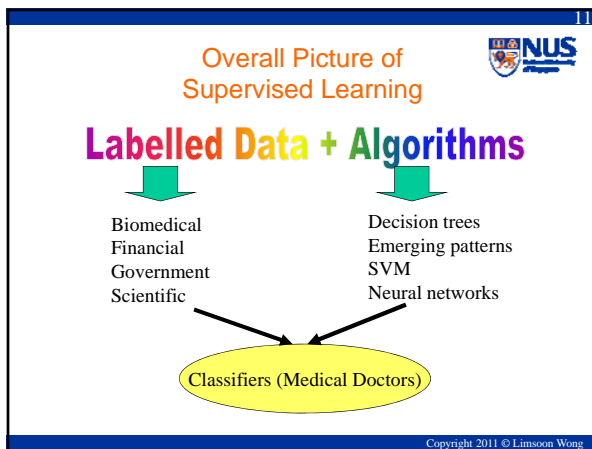 11
NUS
Overall Picture of
Supervised Learning
Labelled Data + Algorithms
Biomedical
Financial
Government
Scientific
Decision trees
Emerging patterns
SVM
Neural networks
Classifiers (Medical Doctors)
Copyright 2011 © Limsoon Wong